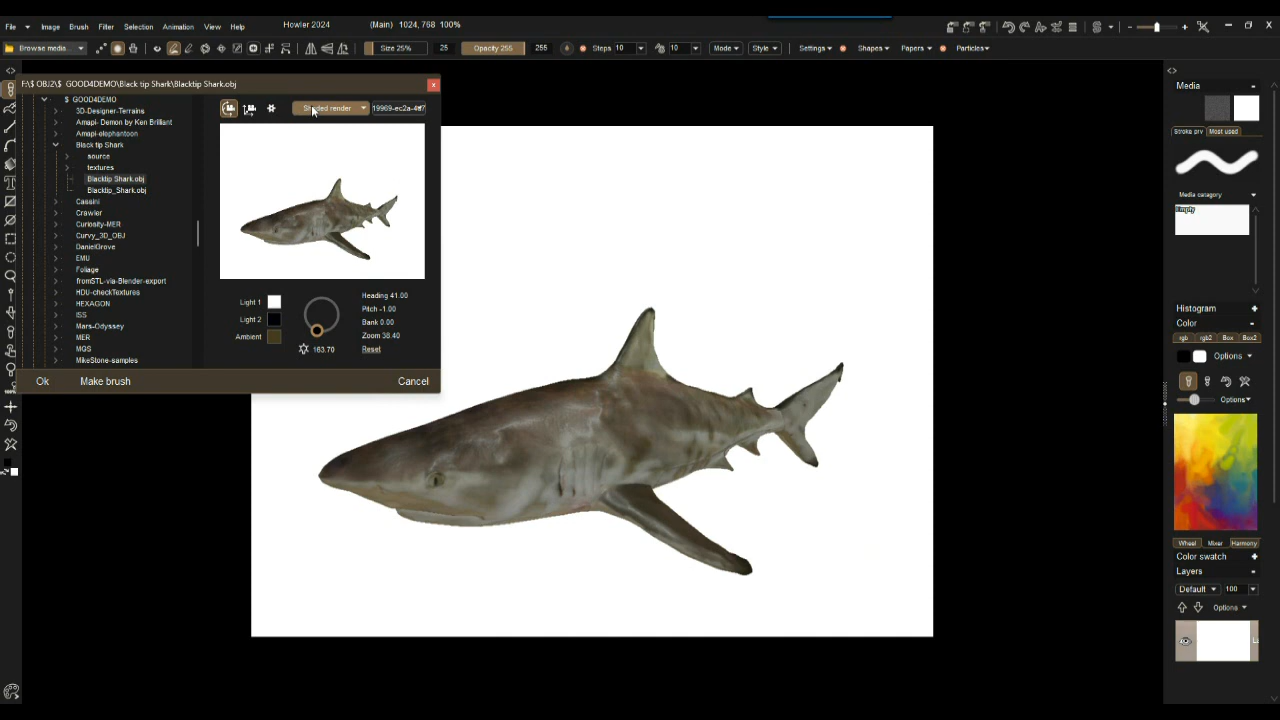 File Image Brush Filter Selection Animation View Help Howler 2024 (Main) 1024, 768 100%
Browse media... Size 25% 25 Opacity 255 255 Steps 10 10 Mode Style Settings Shapes Papers Particles
F:\$ OBJ2\$ GOOD4DEMO\Black tip Shark\Blacktip Shark.obj
$ GOOD4DEMO
3D-Designer-Terrains
Amapi- Demon by Ken Brilliant
Amapi-elephantoon
Black tip Shark
source
textures
Blacktip Shark.obj
Blacktip_Shark.obj
Cassini
Crawler
Curiosity-MER
Curvy_3D_OBJ
DanielGrove
EMU
Foliage
fromSTL-via-Blender-export
HDU-checkTextures
HEXAGON
ISS
Mars-Odyssey
MER
MGS
MikeStone-samples
Shaded render
Light 1
Light 2
Ambient
163.70
Heading 41.00
Pitch -1.00
Bank 0.00
Zoom 38.40
Reset
Ok Make brush Cancel
Media
Stroke prv Most used
Media category
Empty
Histogram
Color
rgb rgb2 Box Box2
Options
Options
Wheel Mixer Harmony
Color swatch
Layers
Default 100
Options